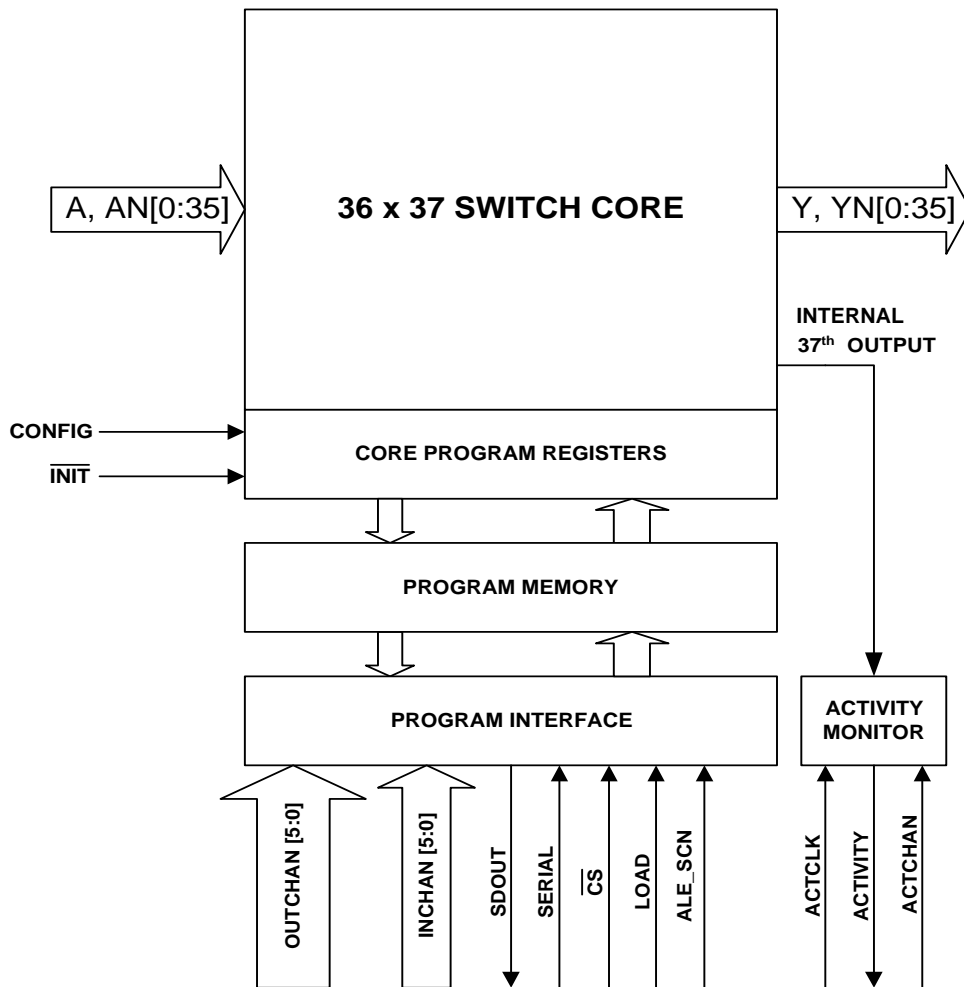 36 x 37 SWITCH CORE
A, AN[0:35]
Y, YN[0:35]
INTERNAL
37th OUTPUT
CONFIG
INIT
CORE PROGRAM REGISTERS
PROGRAM MEMORY
PROGRAM INTERFACE
ACTIVITY
MONITOR
OUTCHAN [5:0]
INCHAN [5:0]
SDOUT
SERIAL
CS
LOAD
ALE_SCN
ACTCLK
ACTIVITY
ACTCHAN